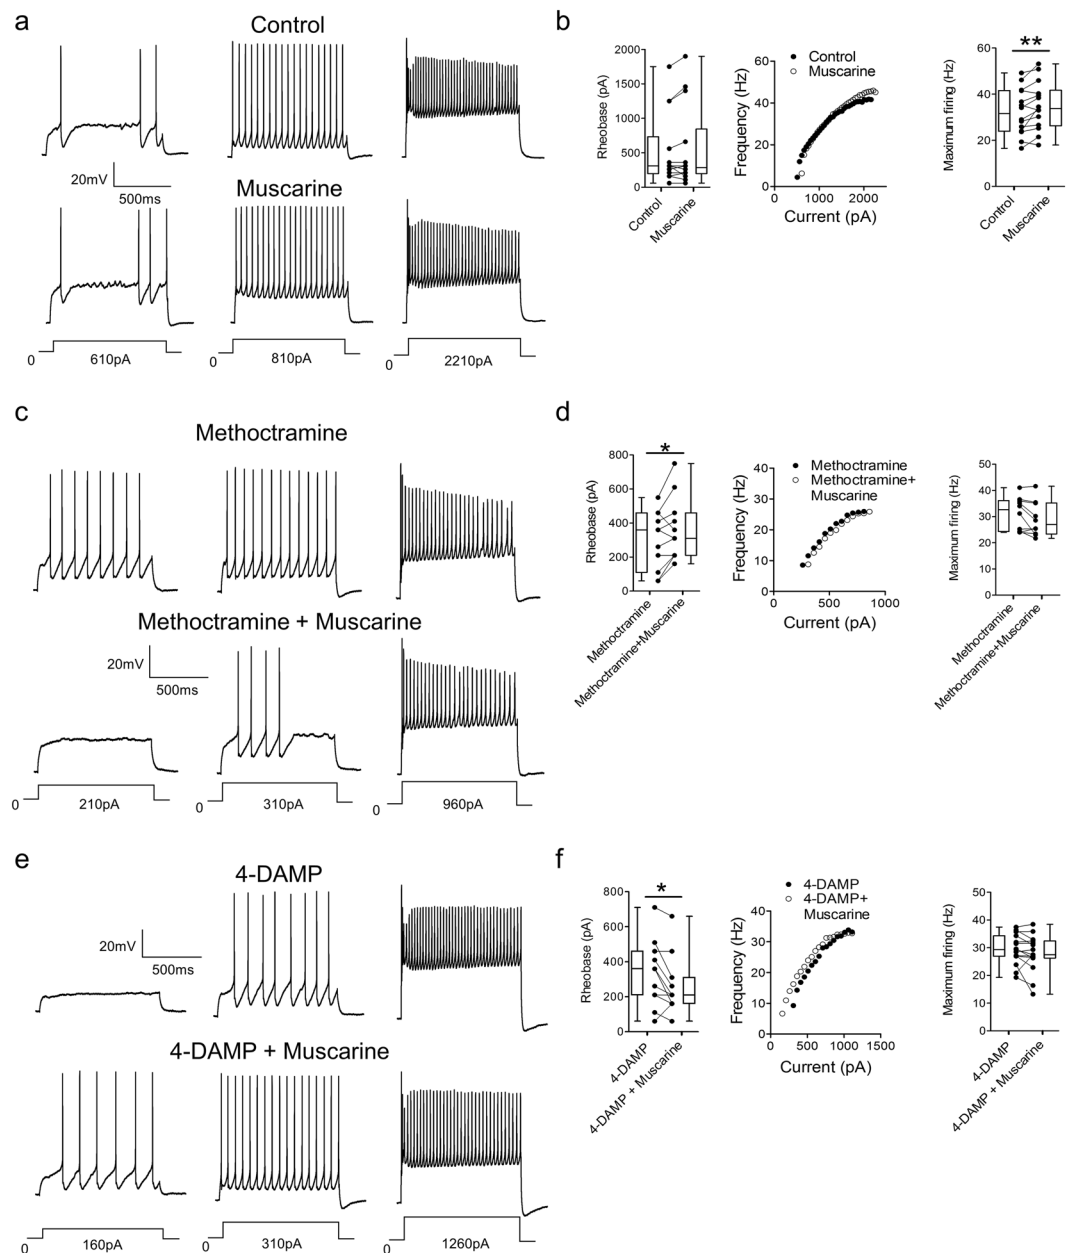 a
Control
20mV
500ms
Muscarine
0
610pA
0
810pA
0
2210pA
b
Rheobase (pA)
2000
1500
1000
500
0
Control
Muscarine
Frequency (Hz)
60
40
20
0
0
1000
2000
Current (pA)
Control
Muscarine
**
Maximum firing (Hz)
60
40
20
0
Control
Muscarine
c
Methoctramine
Methoctramine + Muscarine
20mV
500ms
0
210pA
0
310pA
0
960pA
d
*
Rheobase (pA)
800
600
400
200
0
Methoctramine
Methoctramine+Muscarine
Frequency (Hz)
40
30
20
10
0
0
500
1000
Current (pA)
Methoctramine
Methoctramine+
Muscarine
Maximum firing (Hz)
50
40
30
20
10
0
Methoctramine
Methoctramine+Muscarine
e
4-DAMP
20mV
500ms
4-DAMP + Muscarine
0
160pA
0
310pA
0
1260pA
f
*
Rheobase (pA)
800
600
400
200
0
4-DAMP
4-DAMP + Muscarine
Frequency (Hz)
40
30
20
10
0
0
500
1000
1500
Current (pA)
4-DAMP
4-DAMP+
Muscarine
Maximum firing (Hz)
50
40
30
20
10
0
4-DAMP
4-DAMP + Muscarine